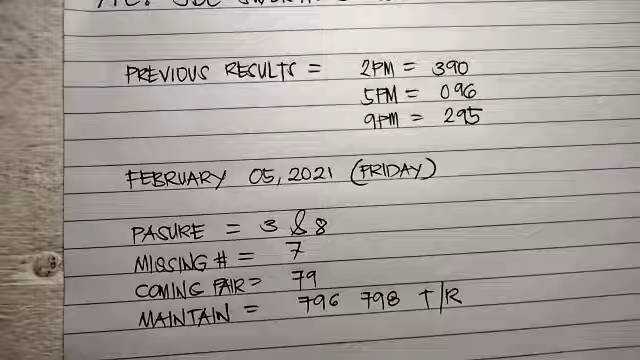 PREVIOUS RESULTS = 2PM = 390
5PM = 096
9PM = 295
FEBRUARY 05, 2021 (FRIDAY)
PASURE = 3 & 8
MISSING # = 7
COMING PAIR = 79
MAINTAIN = 796 798 T/R